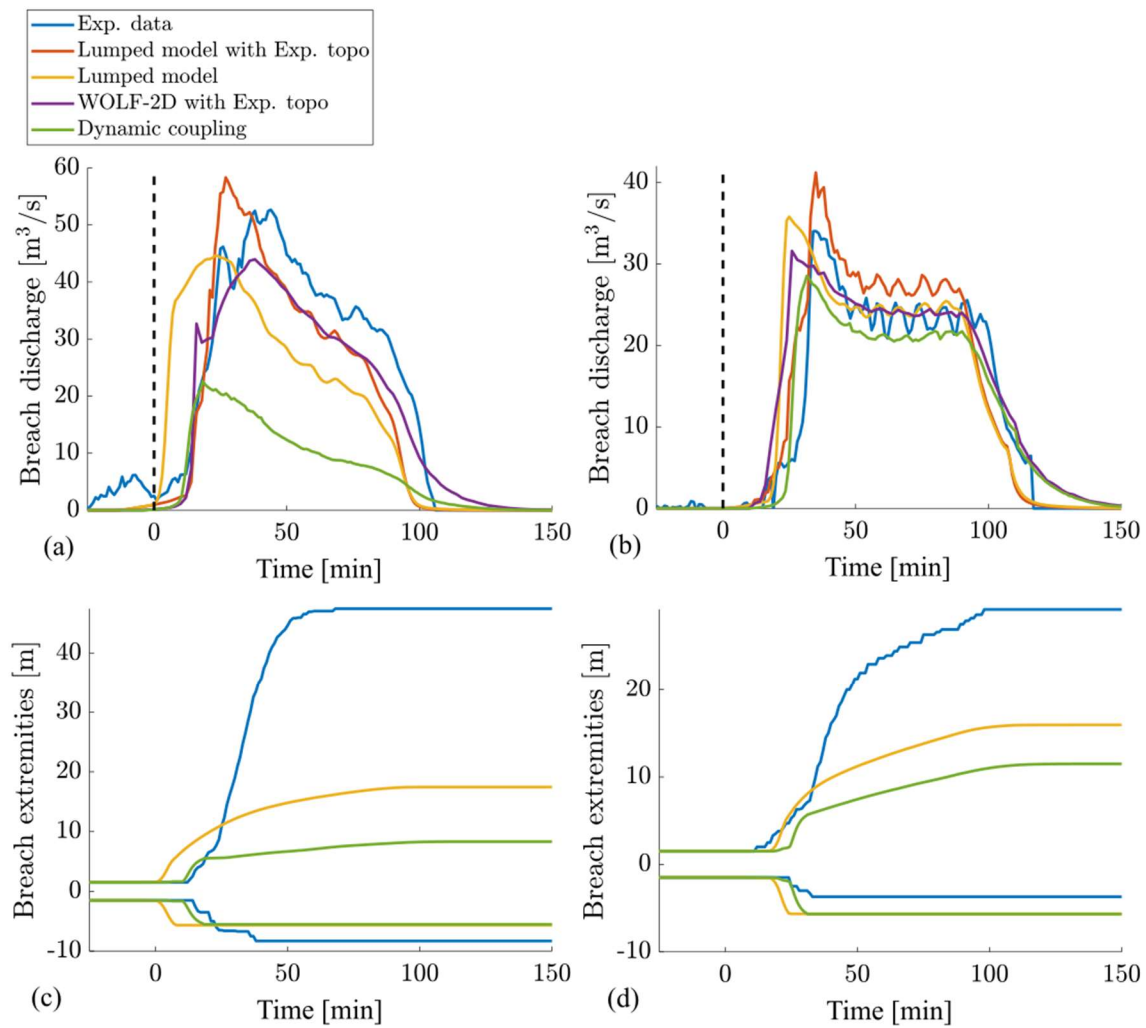 Exp. data
Lumped model with Exp. topo
Lumped model
WOLF-2D with Exp. topo
Dynamic coupling
60
50
40
30
20
10
0
Breach discharge [m³/s]
0
50
100
150
Time [min]
(a)
40
30
20
10
0
Breach discharge [m³/s]
0
50
100
150
Time [min]
(b)
40
30
20
10
0
-10
Breach extremities [m]
0
50
100
150
Time [min]
(c)
20
10
0
-10
Breach extremities [m]
0
50
100
150
Time [min]
(d)